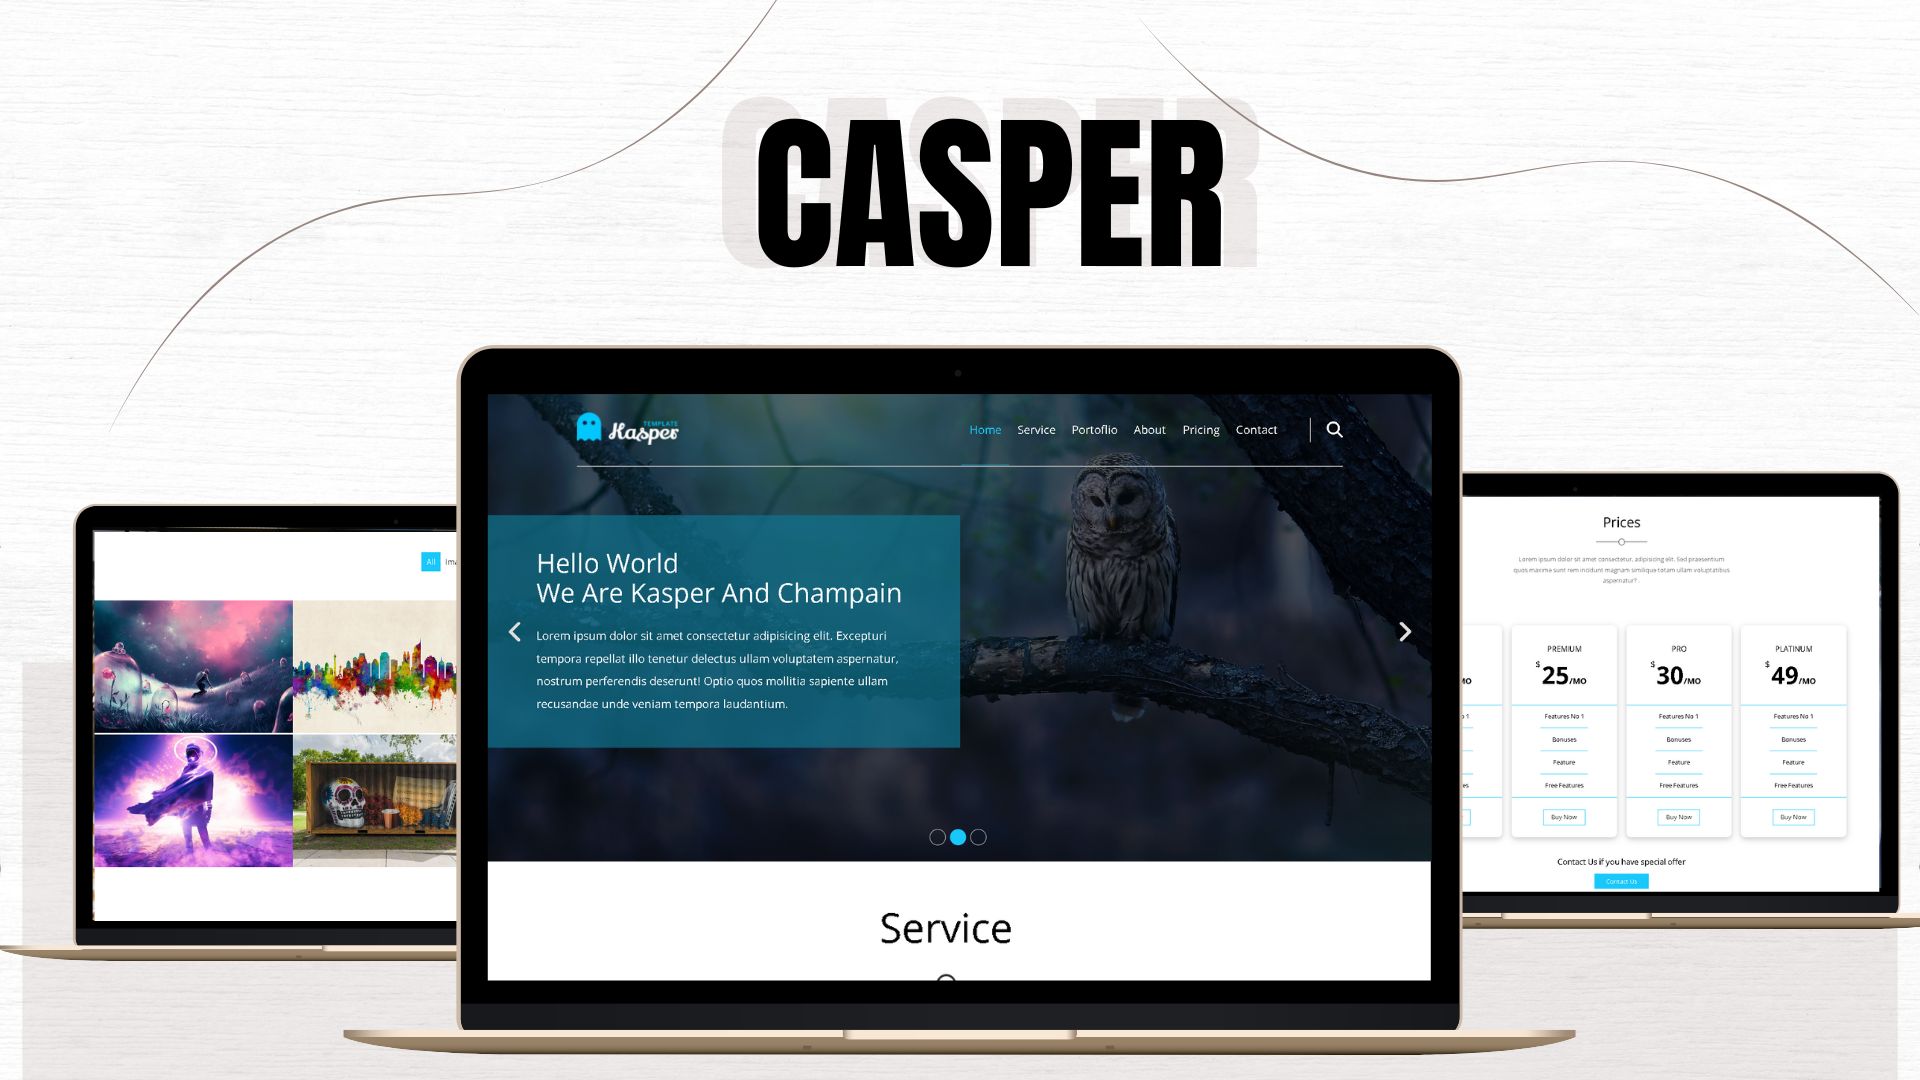 CASPER
TEMPLATE
Kasper
Home Service Portoflio About Pricing Contact
Hello World
We Are Kasper And Champain
Lorem ipsum dolor sit amet consectetur adipisicing elit. Excepturi
tempora repellat illo tenetur delectus ullam voluptatem aspernatur,
nostrum perferendis deserunt! Optio quos mollitia sapiente ullam
recusandae unde veniam tempora laudantium.
Service
All
Prices
Lorem ipsum dolor sit amet consectetur, adipisicing elit. Sed praesentium
quos maxime sunt rem incidunt magnam similique totam ullam voluptatibus
aspernatur?
PREMIUM
$25/MO
Features No 1
Bonuses
Feature
Free Features
Buy Now
PRO
$30/MO
Features No 1
Bonuses
Feature
Free Features
Buy Now
PLATINUM
$49/MO
Features No 1
Bonuses
Feature
Free Features
Buy Now
Contact Us if you have special offer
Contact Us